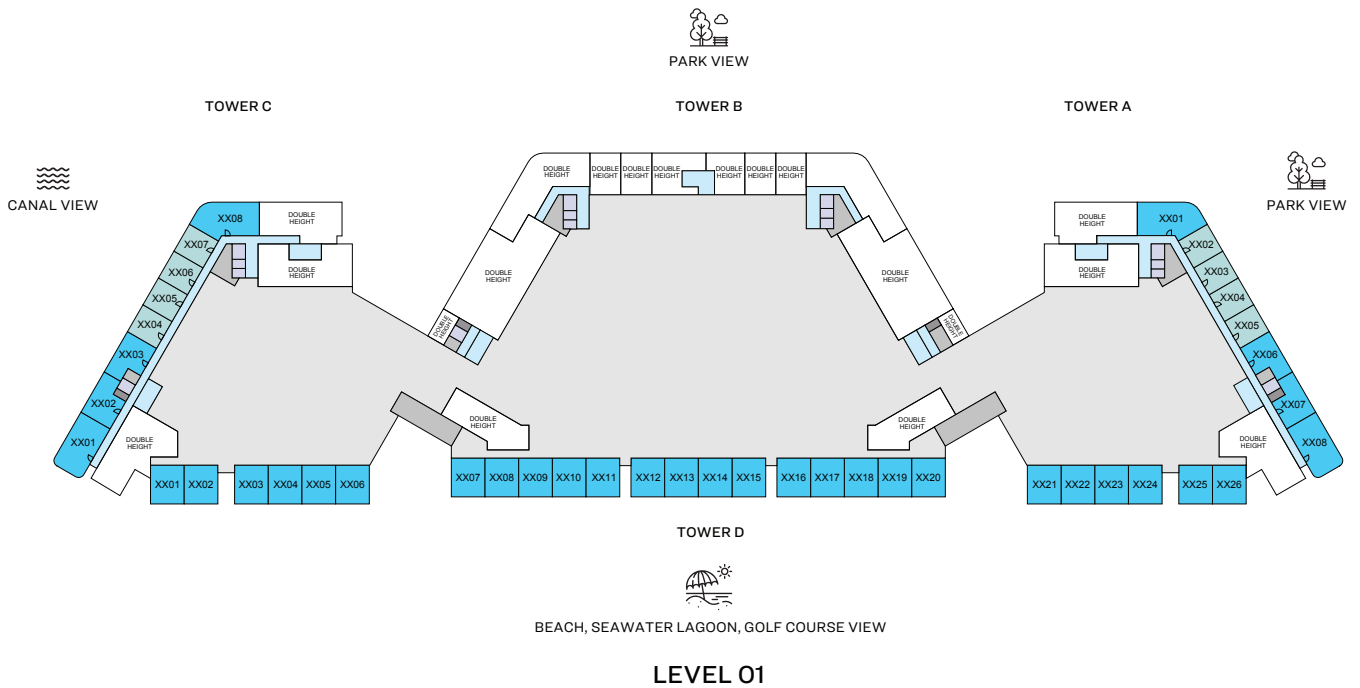 PARK VIEW
TOWER C
TOWER B
TOWER A
CANAL VIEW
PARK VIEW
XX08
DOUBLE
HEIGHT
XX07
XX06
XX05
XX04
XX03
XX02
XX01
DOUBLE
HEIGHT
DOUBLE
HEIGHT
DOUBLE
HEIGHT
DOUBLE
HEIGHT
DOUBLE
HEIGHT
DOUBLE
HEIGHT
DOUBLE
HEIGHT
DOUBLE
HEIGHT
DOUBLE
HEIGHT
DOUBLE
HEIGHT
DOUBLE
HEIGHT
DOUBLE
HEIGHT
DOUBLE
HEIGHT
DOUBLE
HEIGHT
DOUBLE
HEIGHT
DOUBLE
HEIGHT
DOUBLE
HEIGHT
DOUBLE
HEIGHT
XX01
XX02
XX03
XX04
XX05
XX06
XX07
XX08
DOUBLE
HEIGHT
XX01
XX02
XX03
XX04
XX05
XX06
XX07
XX08
XX09
XX10
XX11
XX12
XX13
XX14
XX15
XX16
XX17
XX18
XX19
XX20
XX21
XX22
XX23
XX24
XX25
XX26
TOWER D
BEACH, SEAWATER LAGOON, GOLF COURSE VIEW
LEVEL 01